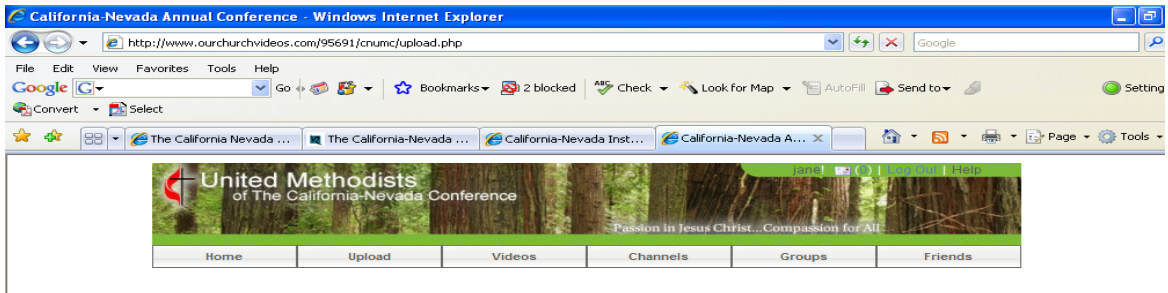 California-Nevada Annual Conference - Windows Internet Explorer
http://www.ourchurchvideos.com/95691/cnumc/upload.php
Google
File Edit View Favorites Tools Help
Google G Go Bookmarks 2 blocked ABC Check Look for Map AutoFill Send to Setting
Convert Select
The California Nevada ... The California-Nevada ... California-Nevada Inst... California-Nevada A... Page Tools
jane! (0) | Log Out | Help
United Methodists
of The California-Nevada Conference
Passion in Jesus Christ...Compassion for All
Home Upload Videos Channels Groups Friends